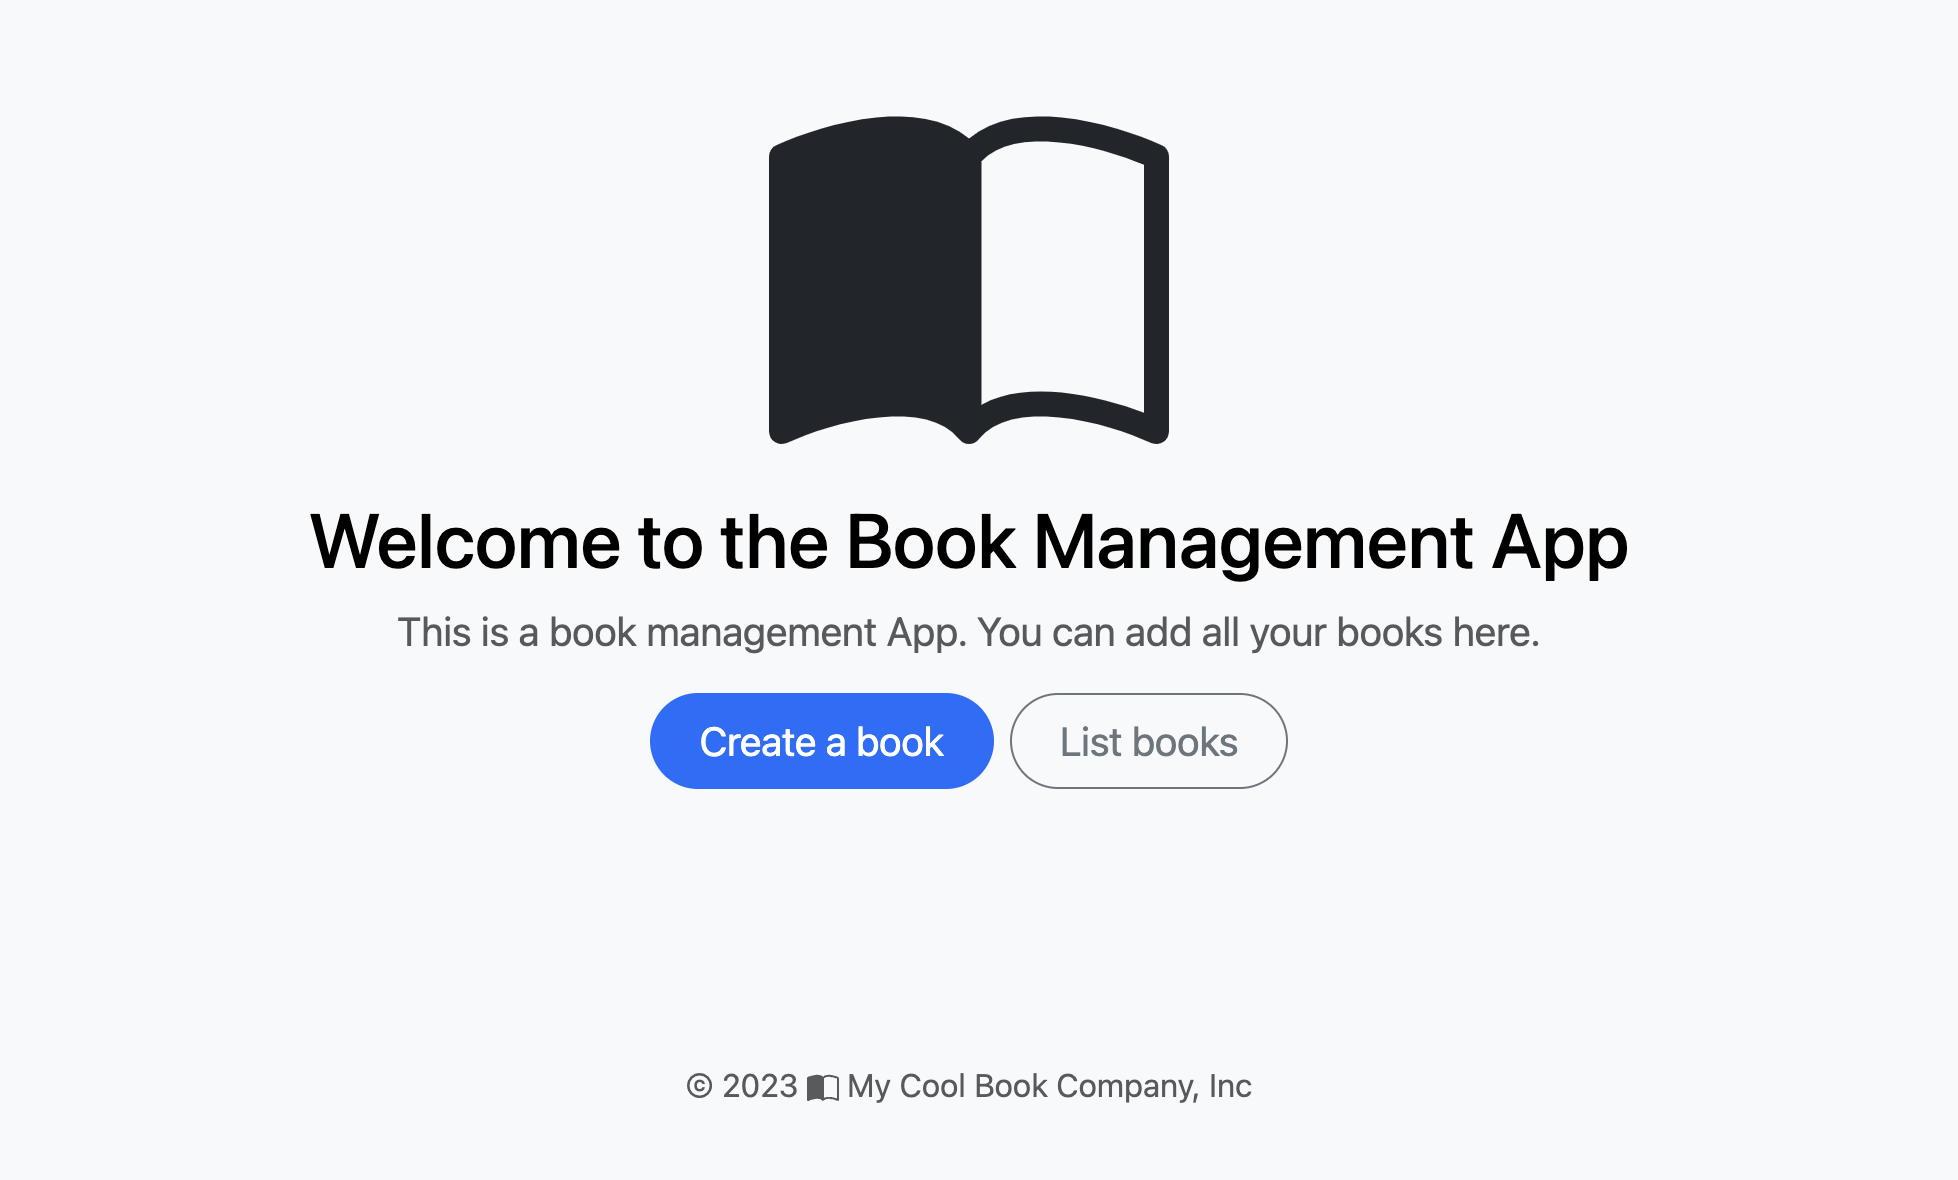 Welcome to the Book Management App
This is a book management App. You can add all your books here.
Create a book
List books
© 2023 My Cool Book Company, Inc